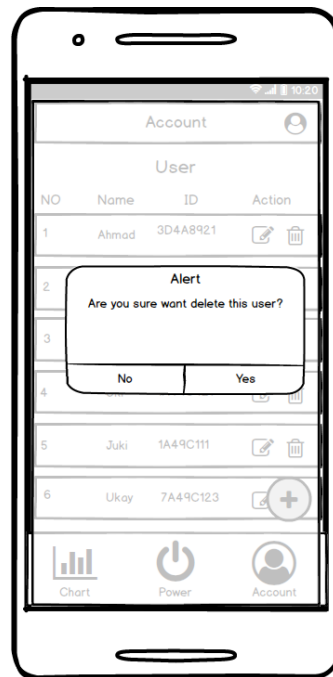 10:20
Account
User
NO Name ID Action
1 Ahmad 3D4A8921
2
Alert
Are you sure want delete this user?
3
No Yes
4
5 Juki 1A49C111
6 Ukay 7A49C123
Chart Power Account